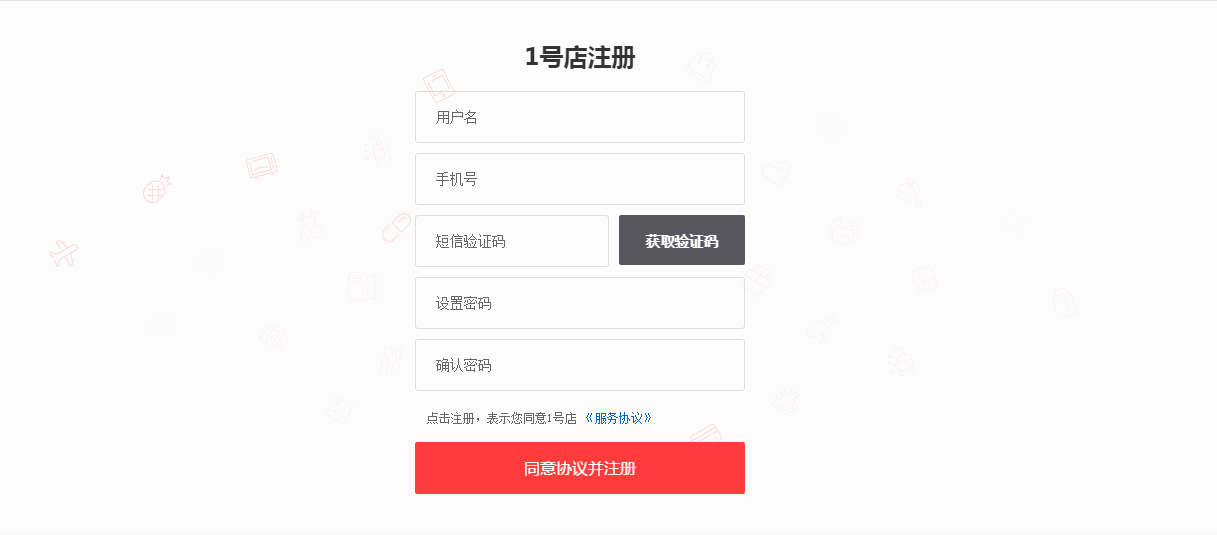 1号店注册
用户名
手机号
短信验证码 获取验证码
设置密码
确认密码
点击注册，表示您同意1号店 《服务协议》
同意协议并注册